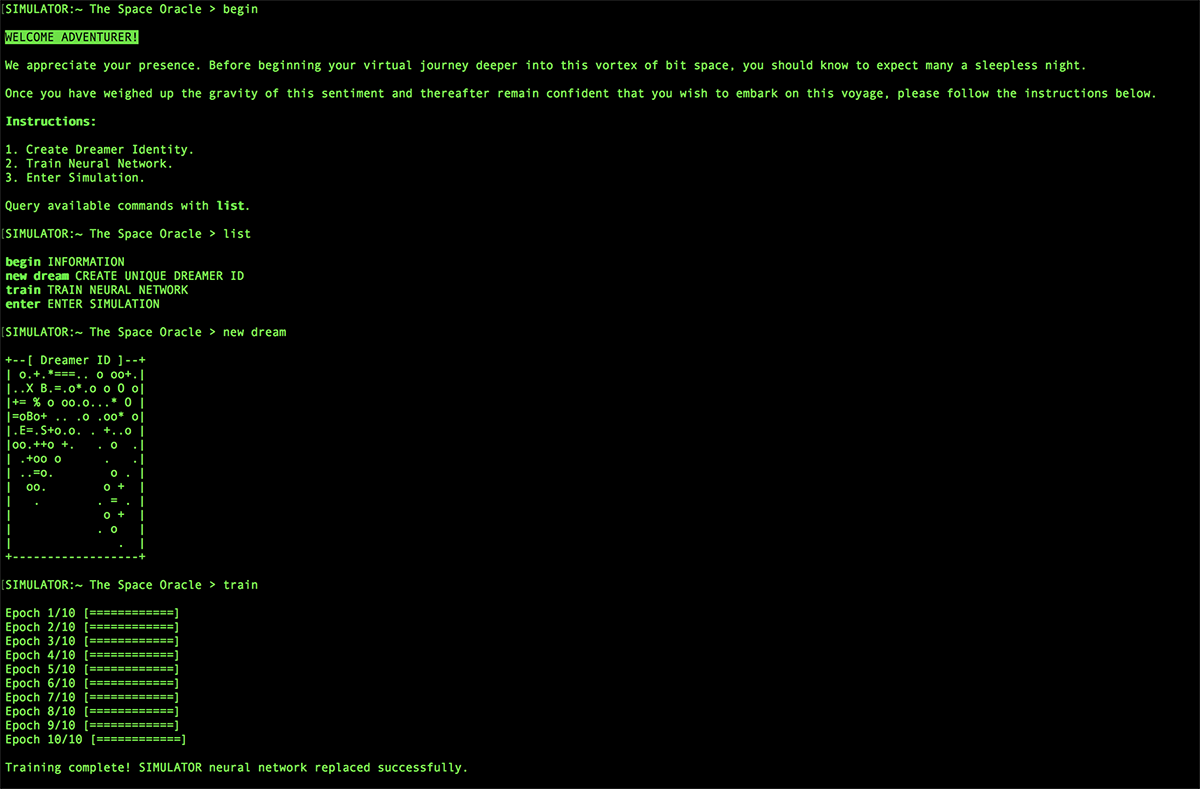 [SIMULATOR:~ The Space Oracle > begin
WELCOME ADVENTURER!
We appreciate your presence. Before beginning your virtual journey deeper into this vortex of bit space, you should know to expect many a sleepless night.
Once you have weighed up the gravity of this sentiment and thereafter remain confident that you wish to embark on this voyage, please follow the instructions below.
Instructions:
1. Create Dreamer Identity.
2. Train Neural Network.
3. Enter Simulation.
Query available commands with list.
[SIMULATOR:~ The Space Oracle > list
begin INFORMATION
new dream CREATE UNIQUE DREAMER ID
train TRAIN NEURAL NETWORK
enter ENTER SIMULATION
[SIMULATOR:~ The Space Oracle > new dream
+--[ Dreamer ID ]--+
| o.+.*===.. o oo+.|
|..X B.=.o*.o o O o|
|+= % o oo.o...* O |
|=oBo+ .. .o .oo* o|
|.E=.S+o.o. . +..o |
|oo.++o +.   . o  .|
| .+oo o      .   .|
| ..=o.        o . |
|  oo.        o +  |
|   .        . = . |
|             o +  |
|            . o   |
|               .  |
+------------------+
[SIMULATOR:~ The Space Oracle > train
Epoch 1/10 [============]
Epoch 2/10 [============]
Epoch 3/10 [============]
Epoch 4/10 [============]
Epoch 5/10 [============]
Epoch 6/10 [============]
Epoch 7/10 [============]
Epoch 8/10 [============]
Epoch 9/10 [============]
Epoch 10/10 [============]
Training complete! SIMULATOR neural network replaced successfully.